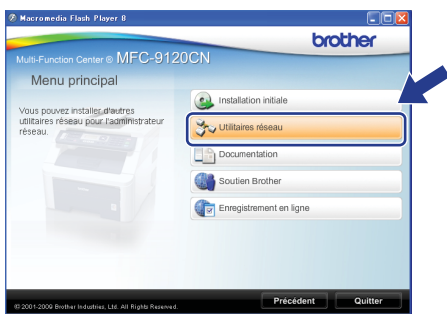 Macromedia Flash Player 8
brother
Multi-Function Center ® MFC-9120CN
Menu principal
Vous pouvez installer d'autres
utilitaires réseau pour l'administrateur
réseau.
Installation initiale
Utilitaires réseau
Documentation
Soutien Brother
Enregistrement en ligne
© 2001-2009 Brother Industries, Ltd. All Rights Reserved.
Précédent
Quitter